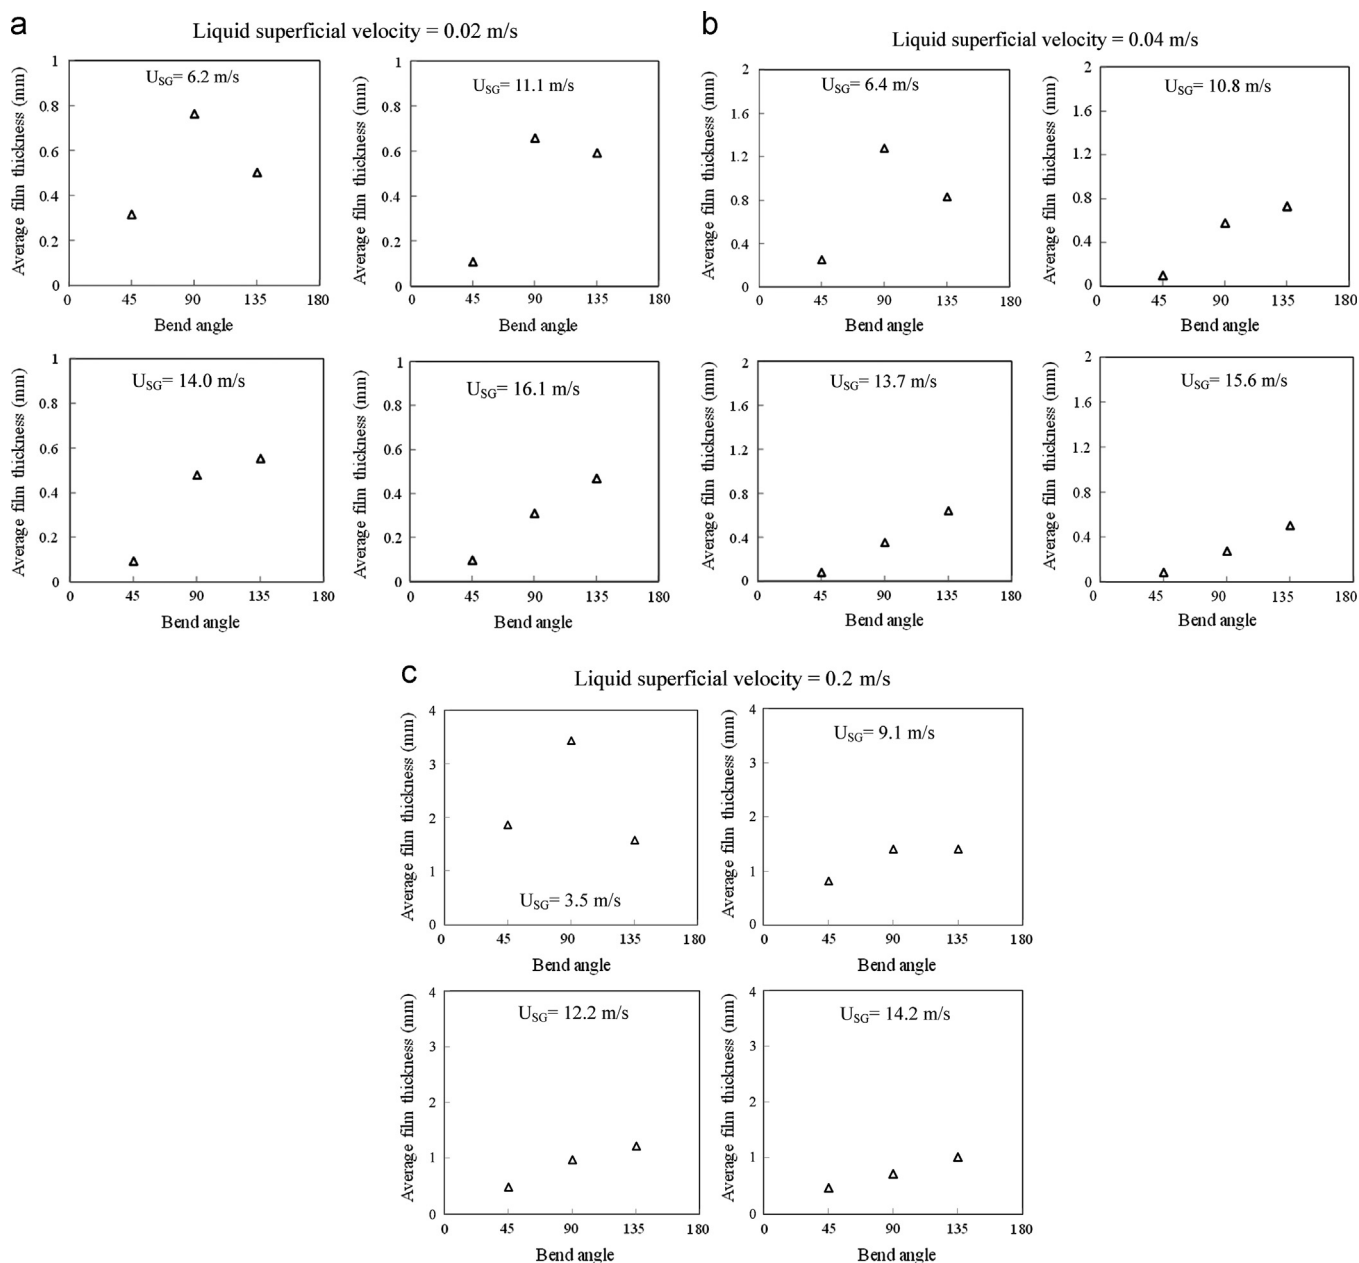 a
Liquid superficial velocity = 0.02 m/s
Average film thickness (mm)
1
0.8
0.6
0.4
0.2
0
U_SG= 6.2 m/s
0 45 90 135 180
Bend angle
Average film thickness (mm)
1
0.8
0.6
0.4
0.2
0
U_SG= 11.1 m/s
0 45 90 135 180
Bend angle
Average film thickness (mm)
1
0.8
0.6
0.4
0.2
0
U_SG= 14.0 m/s
0 45 90 135 180
Bend angle
Average film thickness (mm)
1
0.8
0.6
0.4
0.2
0
U_SG= 16.1 m/s
0 45 90 135 180
Bend angle
b
Liquid superficial velocity = 0.04 m/s
Average film thickness (mm)
2
1.6
1.2
0.8
0.4
0
U_SG= 6.4 m/s
0 45 90 135 180
Bend angle
Average film thickness (mm)
2
1.6
1.2
0.8
0.4
0
U_SG= 10.8 m/s
0 45 90 135 180
Bend angle
Average film thickness (mm)
2
1.6
1.2
0.8
0.4
0
U_SG= 13.7 m/s
0 45 90 135 180
Bend angle
Average film thickness (mm)
2
1.6
1.2
0.8
0.4
0
U_SG= 15.6 m/s
0 45 90 135 180
Bend angle
c
Liquid superficial velocity = 0.2 m/s
Average film thickness (mm)
4
3
2
1
0
U_SG= 3.5 m/s
0 45 90 135 180
Bend angle
Average film thickness (mm)
4
3
2
1
0
U_SG= 9.1 m/s
0 45 90 135 180
Bend angle
Average film thickness (mm)
4
3
2
1
0
U_SG= 12.2 m/s
0 45 90 135 180
Bend angle
Average film thickness (mm)
4
3
2
1
0
U_SG= 14.2 m/s
0 45 90 135 180
Bend angle